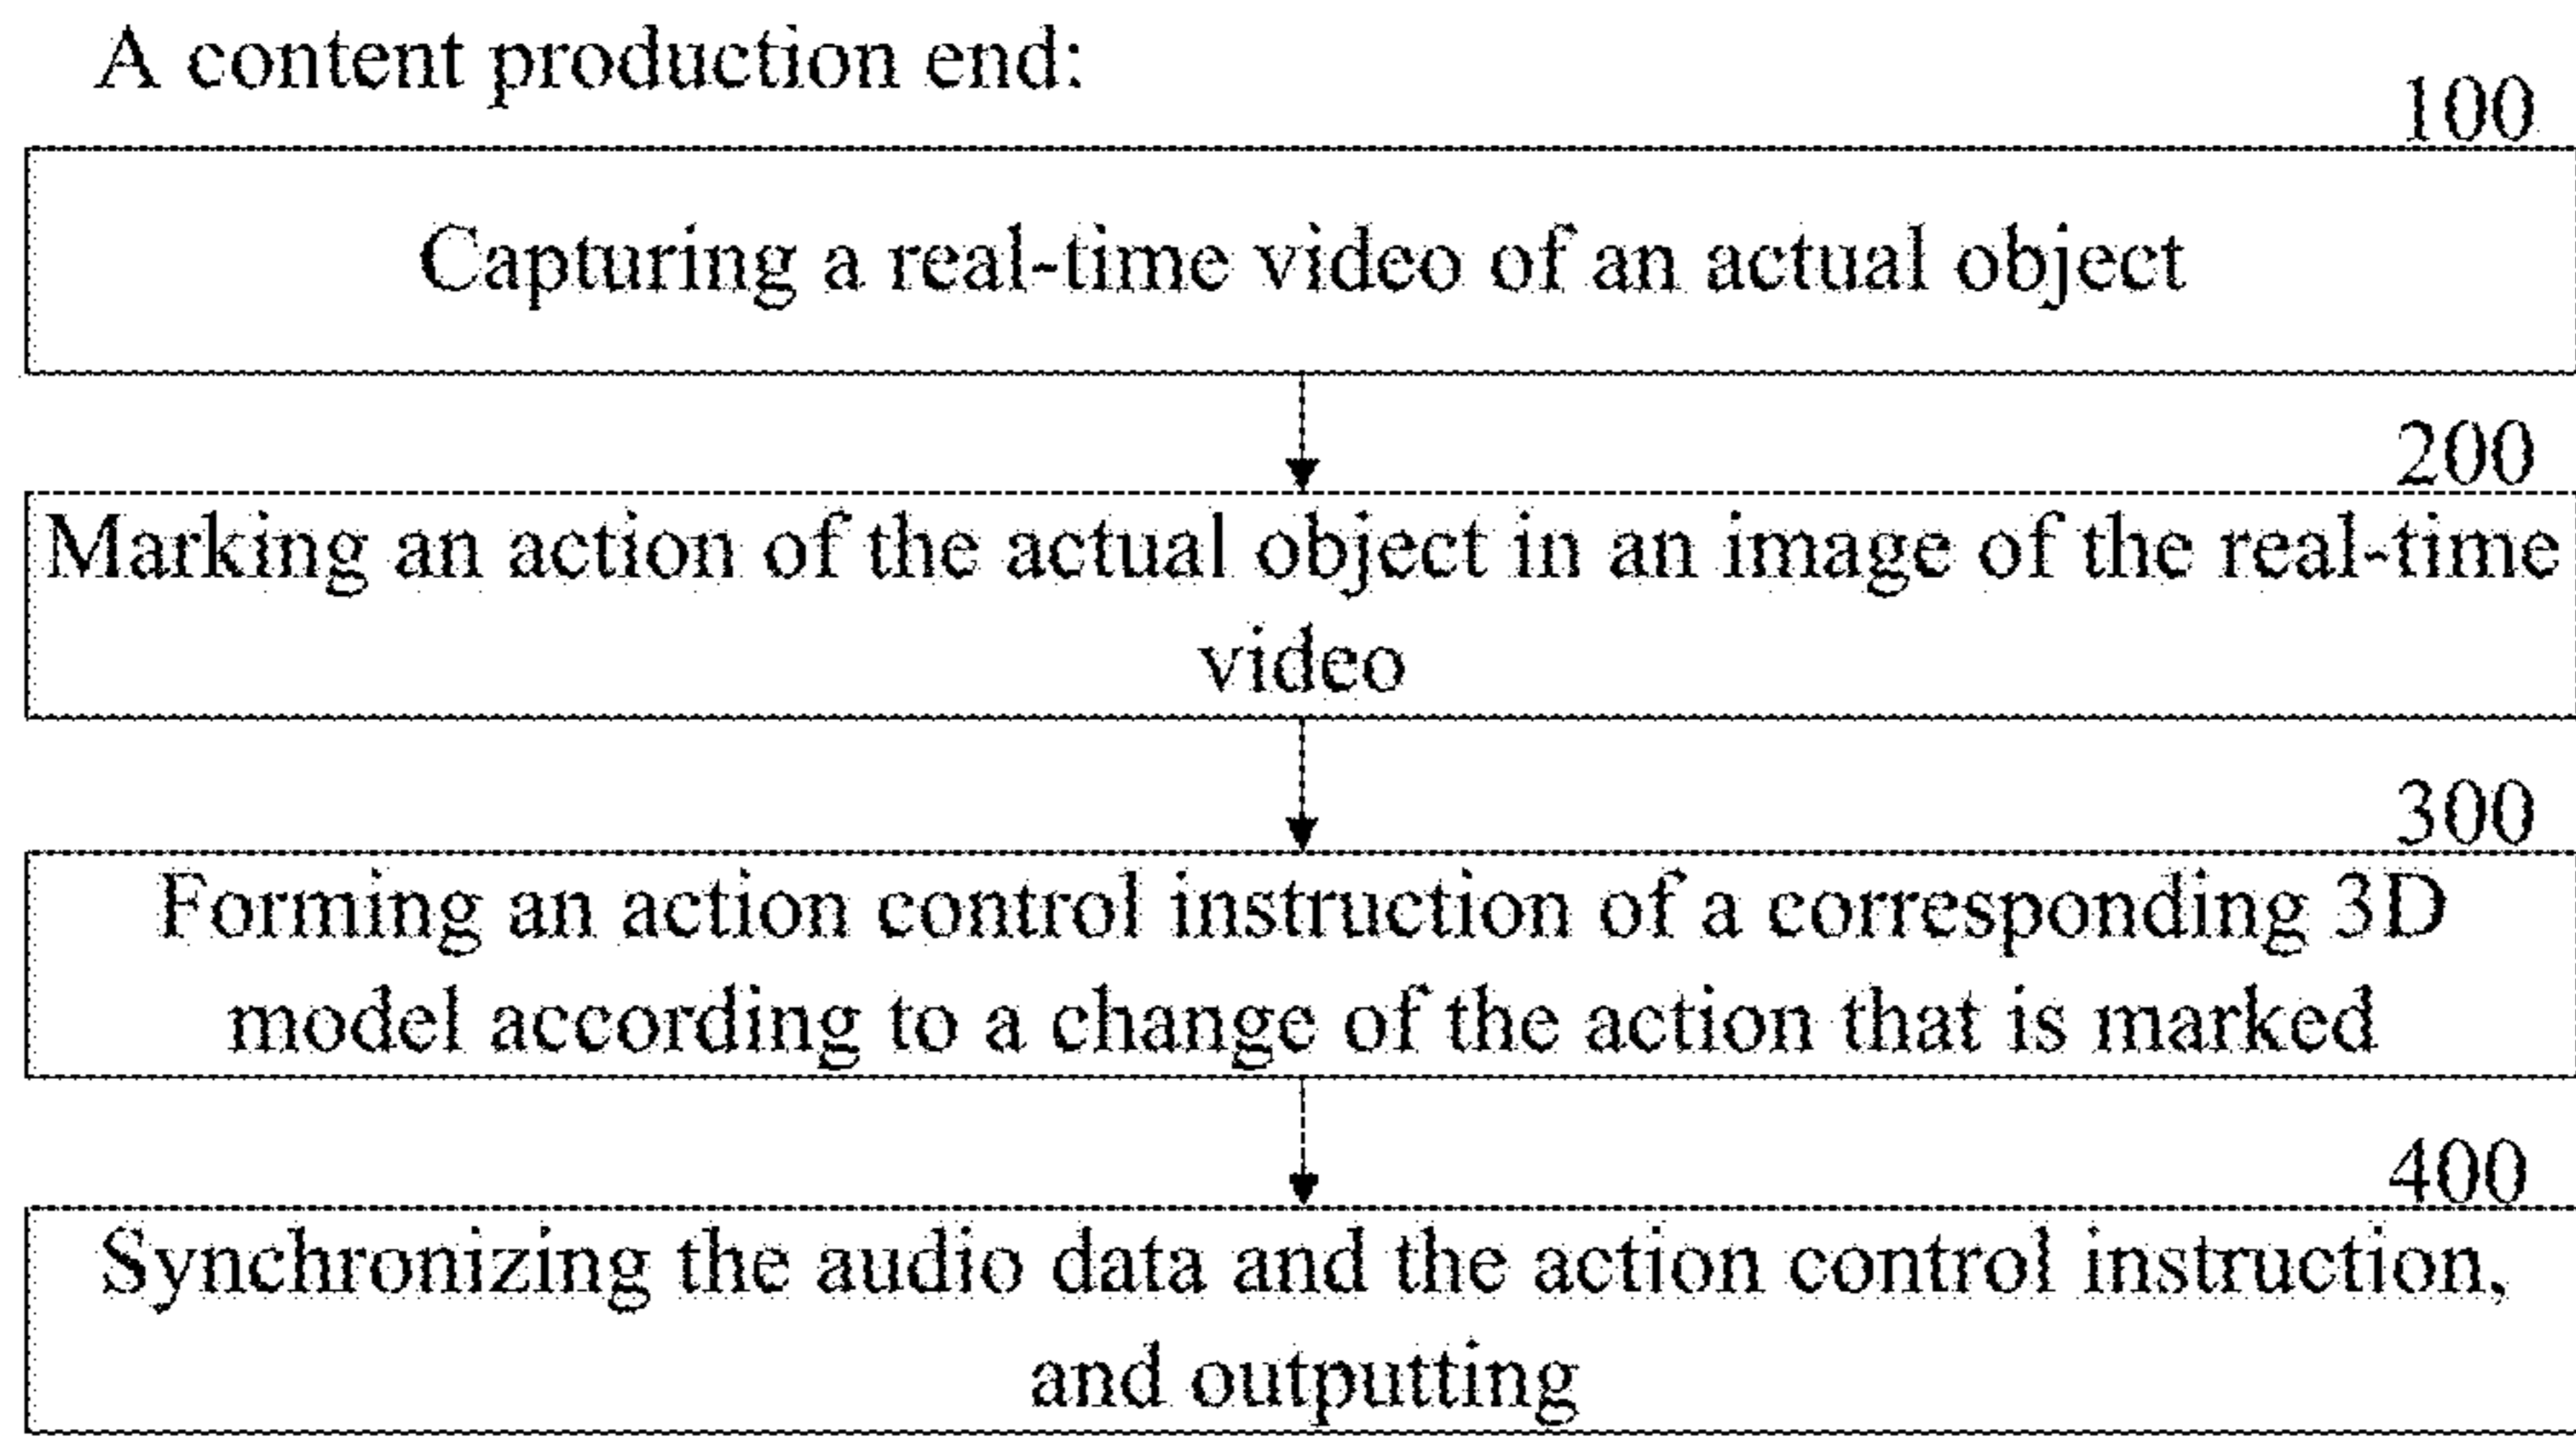 A content production end:
100
Capturing a real-time video of an actual object
200
Marking an action of the actual object in an image of the real-time
video
300
Forming an action control instruction of a corresponding 3D
model according to a change of the action that is marked
400
Synchronizing the audio data and the action control instruction,
and outputting